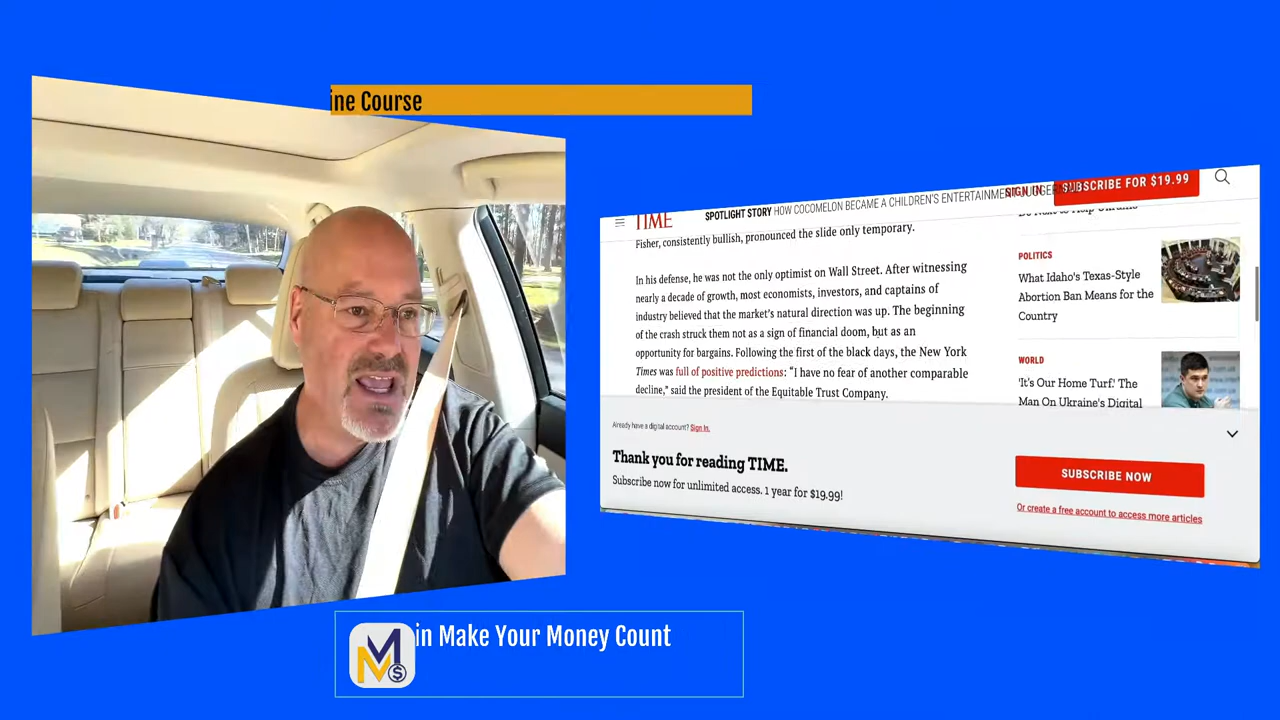 ine Course
SIGN IN
SUBSCRIBE FOR $19.99
TIME
SPOTLIGHT STORY HOW COCOMELON BECAME A CHILDREN'S ENTERTAINMENT
Fisher, consistently bullish, pronounced the slide only temporary.
In his defense, he was not the only optimist on Wall Street. After witnessing
nearly a decade of growth, most economists, investors, and captains of
industry believed that the market's natural direction was up. The beginning
of the crash struck them not as a sign of financial doom, but as an
opportunity for bargains. Following the first of the black days, the New York
Times was full of positive predictions: “I have no fear of another comparable
decline,” said the president of the Equitable Trust Company.
POLITICS
What Idaho's Texas-Style
Abortion Ban Means for the
Country
WORLD
'It's Our Home Turf.' The
Man On Ukraine's Digital
Already have a digital account? Sign In.
Thank you for reading TIME.
Subscribe now for unlimited access. 1 year for $19.99!
SUBSCRIBE NOW
Or create a free account to access more articles
MM$
in Make Your Money Count